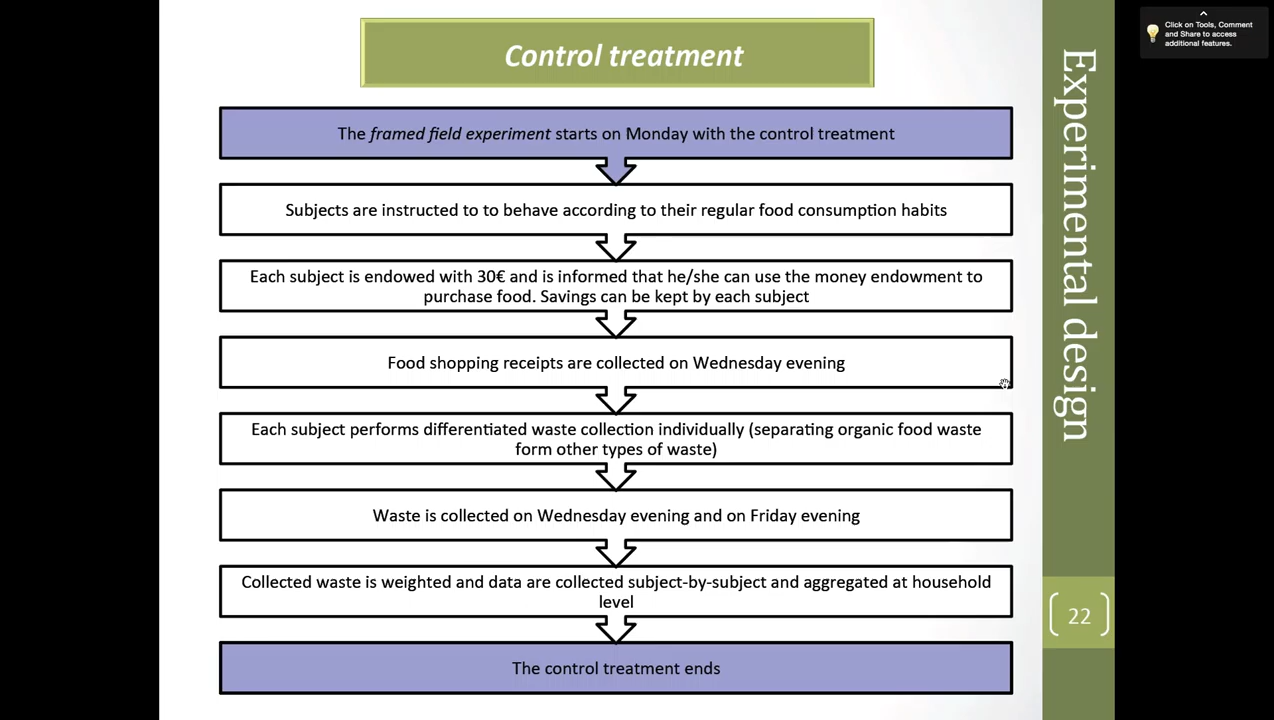 Control treatment
The framed field experiment starts on Monday with the control treatment
Subjects are instructed to to behave according to their regular food consumption habits
Each subject is endowed with 30€ and is informed that he/she can use the money endowment to
purchase food. Savings can be kept by each subject
Food shopping receipts are collected on Wednesday evening
Each subject performs differentiated waste collection individually (separating organic food waste
form other types of waste)
Waste is collected on Wednesday evening and on Friday evening
Collected waste is weighted and data are collected subject-by-subject and aggregated at household
level
The control treatment ends
Experimental design
22
Click on Tools, Comment
and Share to access
additional features.